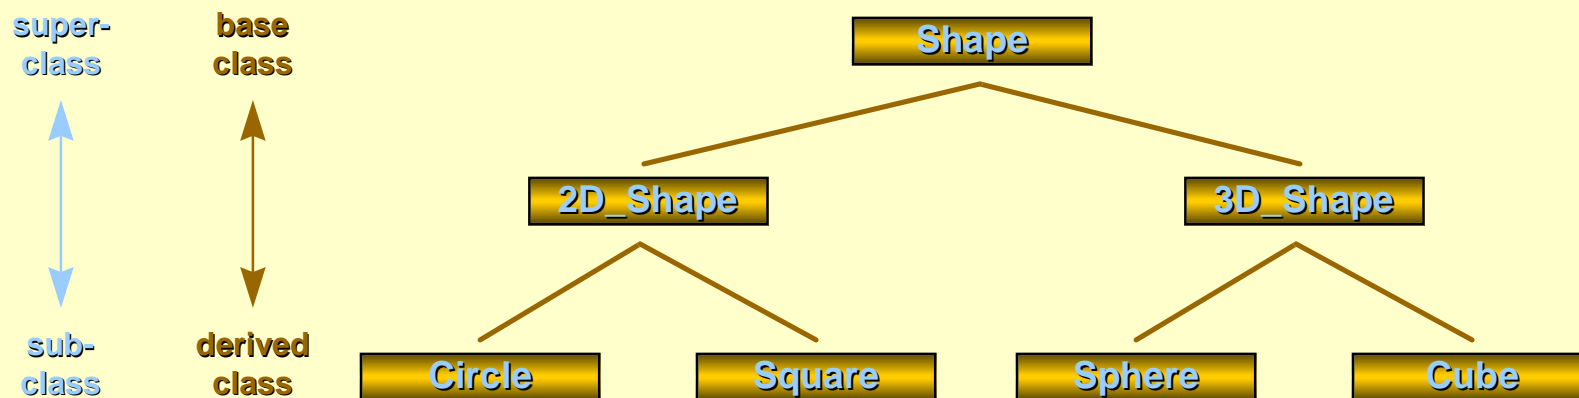 super-
class
base
class
Shape
2D_Shape
3D_Shape
sub-
class
derived
class
Circle
Square
Sphere
Cube